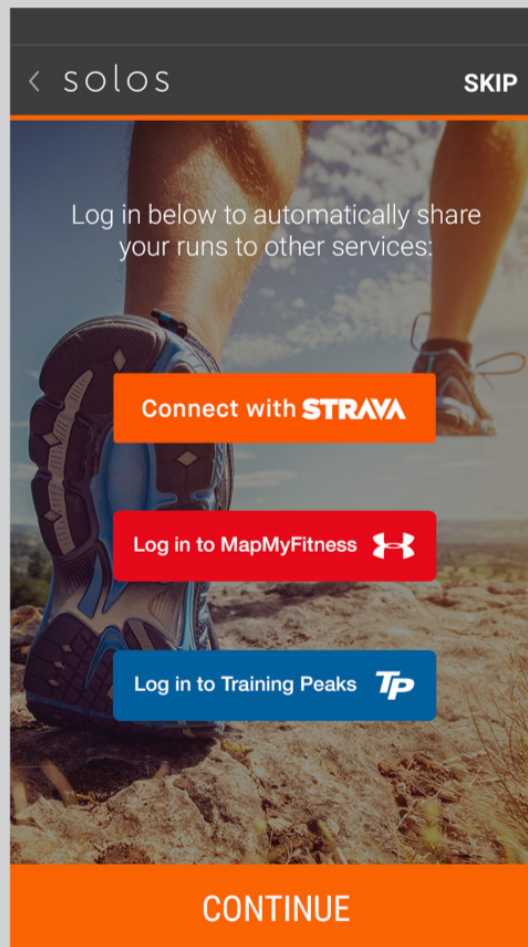 solos
SKIP
Log in below to automatically share
your runs to other services:
Connect with STRAVA
Log in to MapMyFitness
Log in to Training Peaks TP
CONTINUE